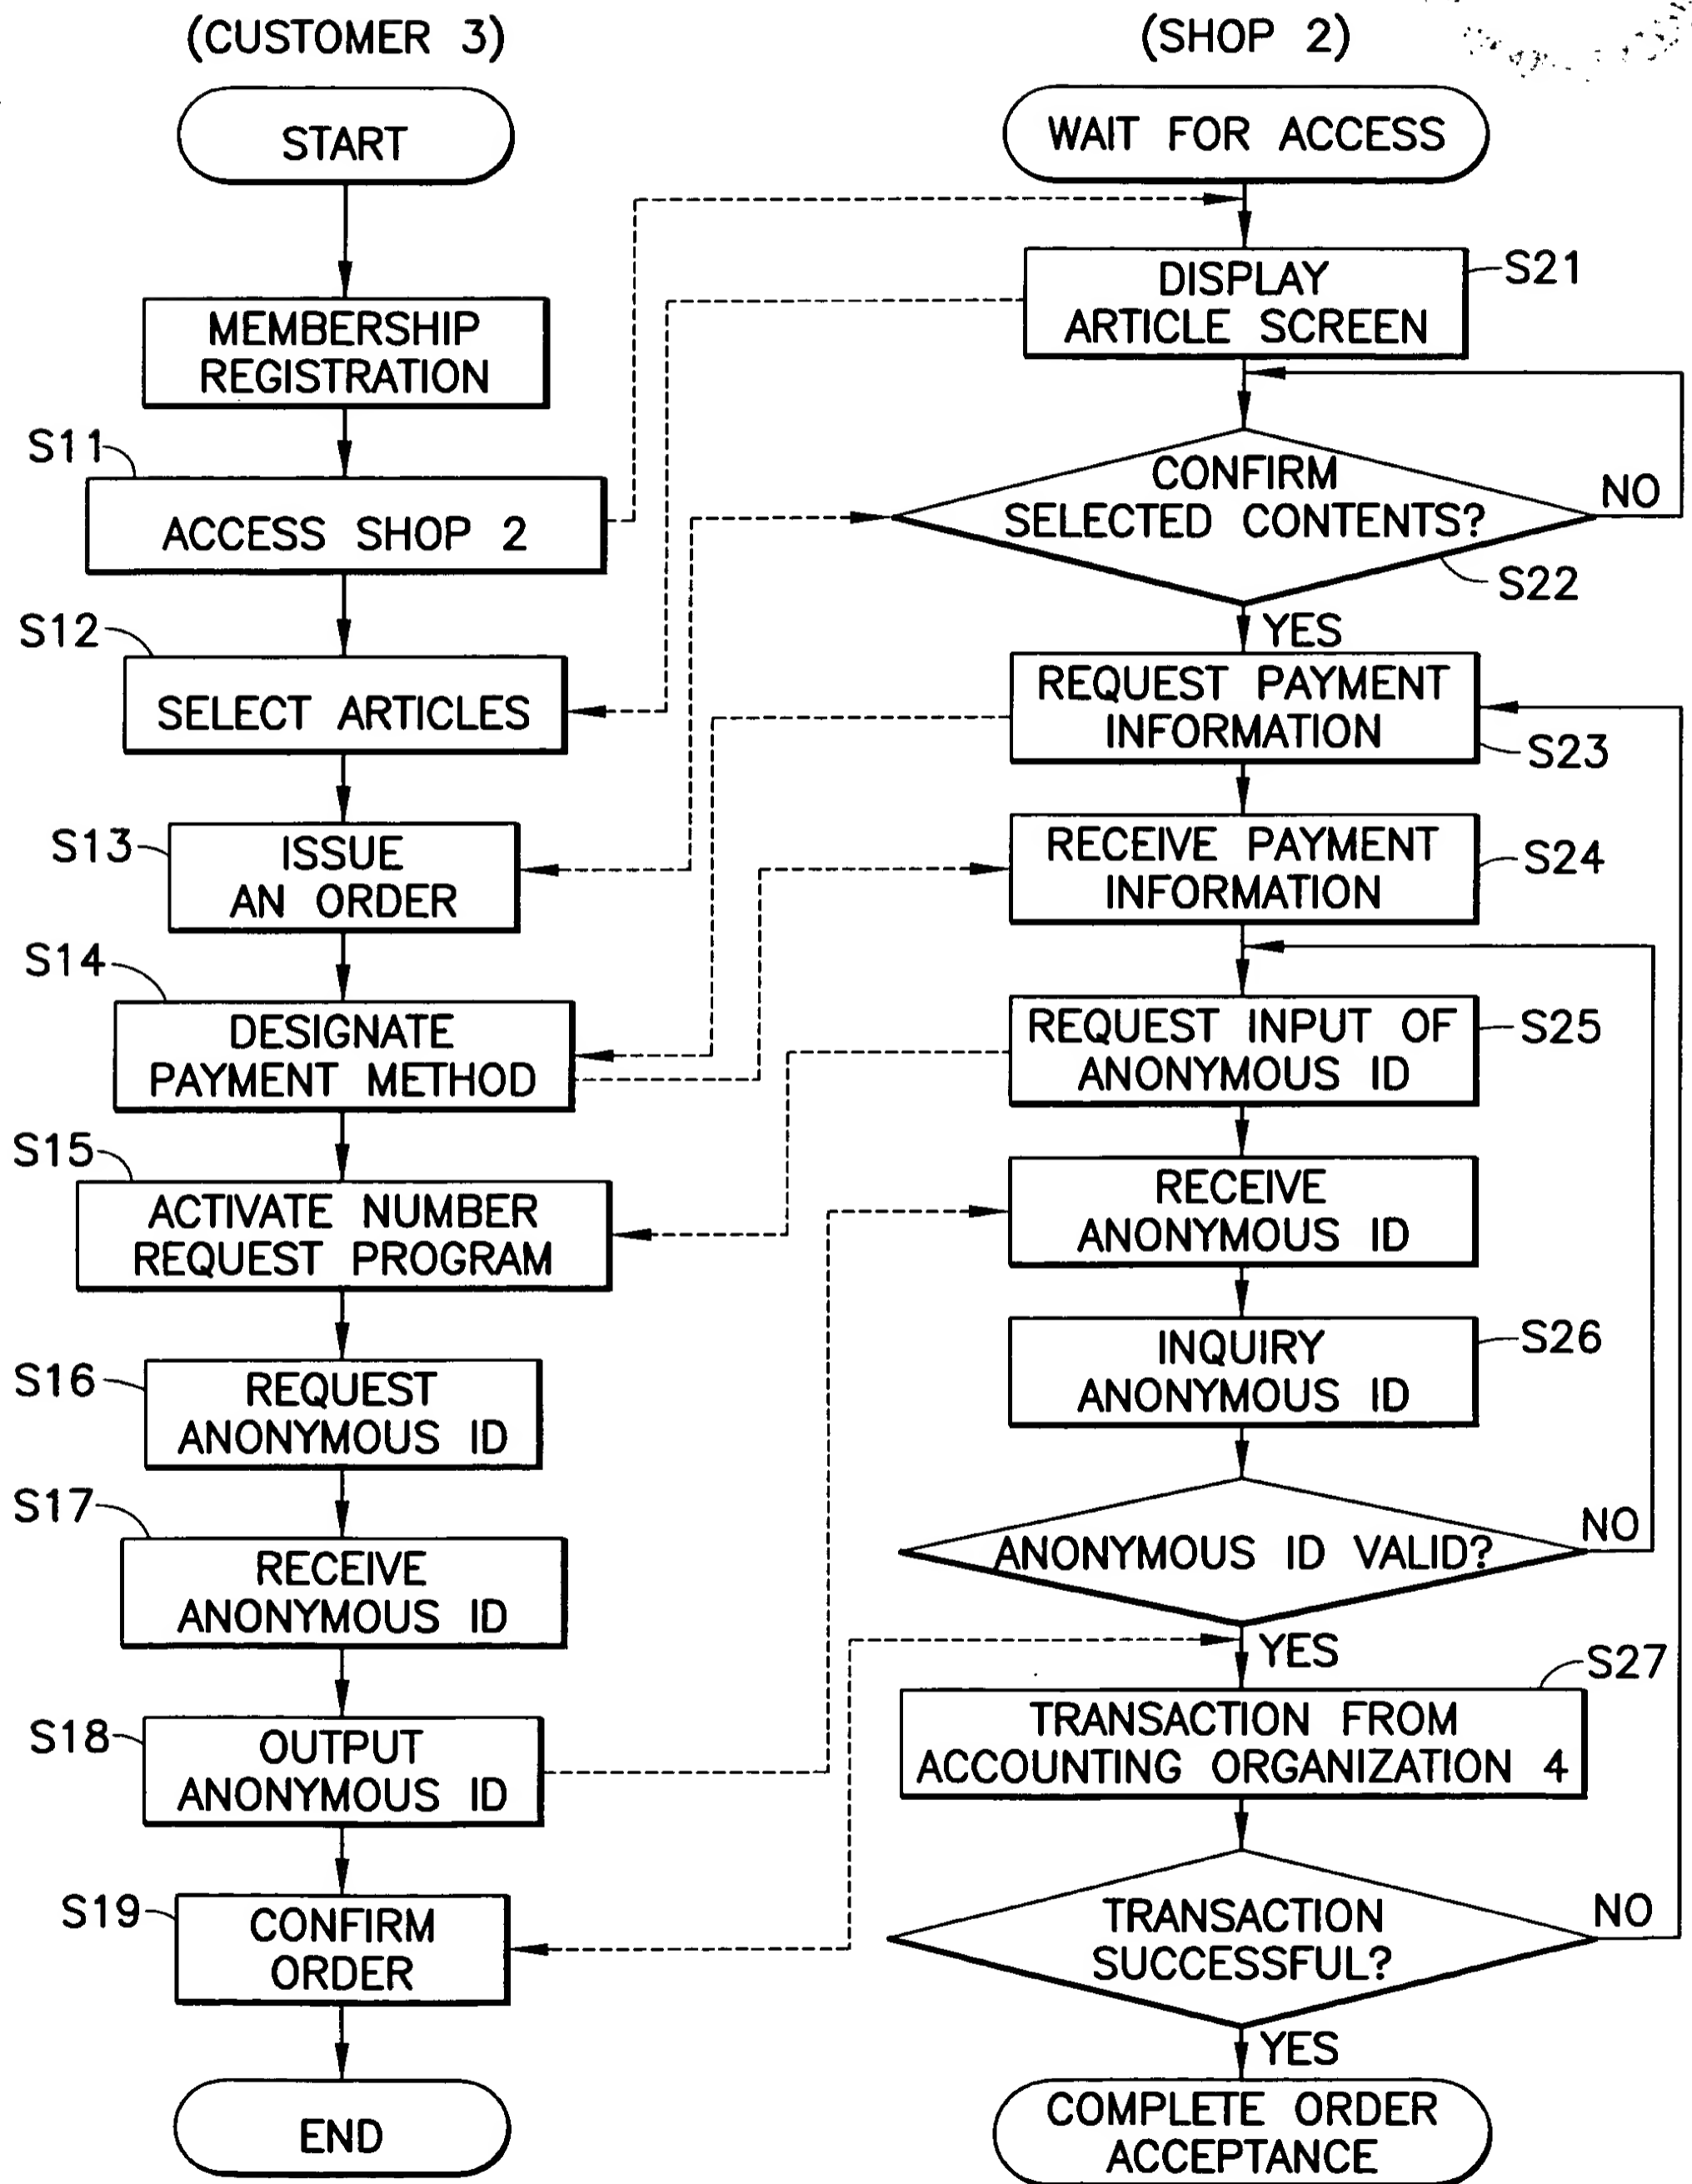 (CUSTOMER 3)
START
MEMBERSHIP
REGISTRATION
S11
ACCESS SHOP 2
S12
SELECT ARTICLES
S13
ISSUE
AN ORDER
S14
DESIGNATE
PAYMENT METHOD
S15
ACTIVATE NUMBER
REQUEST PROGRAM
S16
REQUEST
ANONYMOUS ID
S17
RECEIVE
ANONYMOUS ID
S18
OUTPUT
ANONYMOUS ID
S19
CONFIRM
ORDER
END
(SHOP 2)
WAIT FOR ACCESS
DISPLAY
ARTICLE SCREEN
S21
CONFIRM
SELECTED CONTENTS?
NO
S22
YES
REQUEST PAYMENT
INFORMATION
S23
RECEIVE PAYMENT
INFORMATION
S24
REQUEST INPUT OF
ANONYMOUS ID
S25
RECEIVE
ANONYMOUS ID
INQUIRY
ANONYMOUS ID
S26
ANONYMOUS ID VALID?
NO
YES
S27
TRANSACTION FROM
ACCOUNTING ORGANIZATION 4
TRANSACTION
SUCCESSFUL?
NO
YES
COMPLETE ORDER
ACCEPTANCE